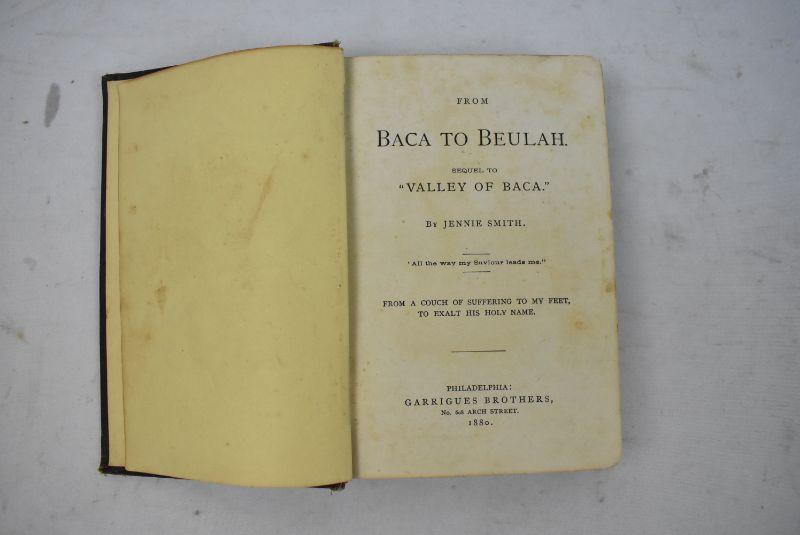 FROM
BACA TO BEULAH.
SEQUEL TO
"VALLEY OF BACA."
BY JENNIE SMITH.
'All the way my Saviour leads me."
FROM A COUCH OF SUFFERING TO MY FEET,
TO EXALT HIS HOLY NAME.
PHILADELPHIA:
GARRIGUES BROTHERS,
No. 608 ARCH STREET.
1880.